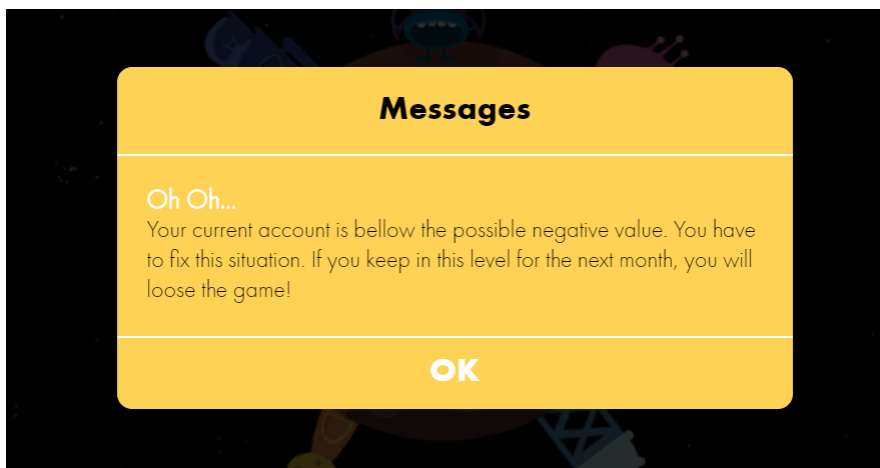 Messages
Oh Oh...
Your current account is bellow the possible negative value. You have
to fix this situation. If you keep in this level for the next month, you will
loose the game!
OK